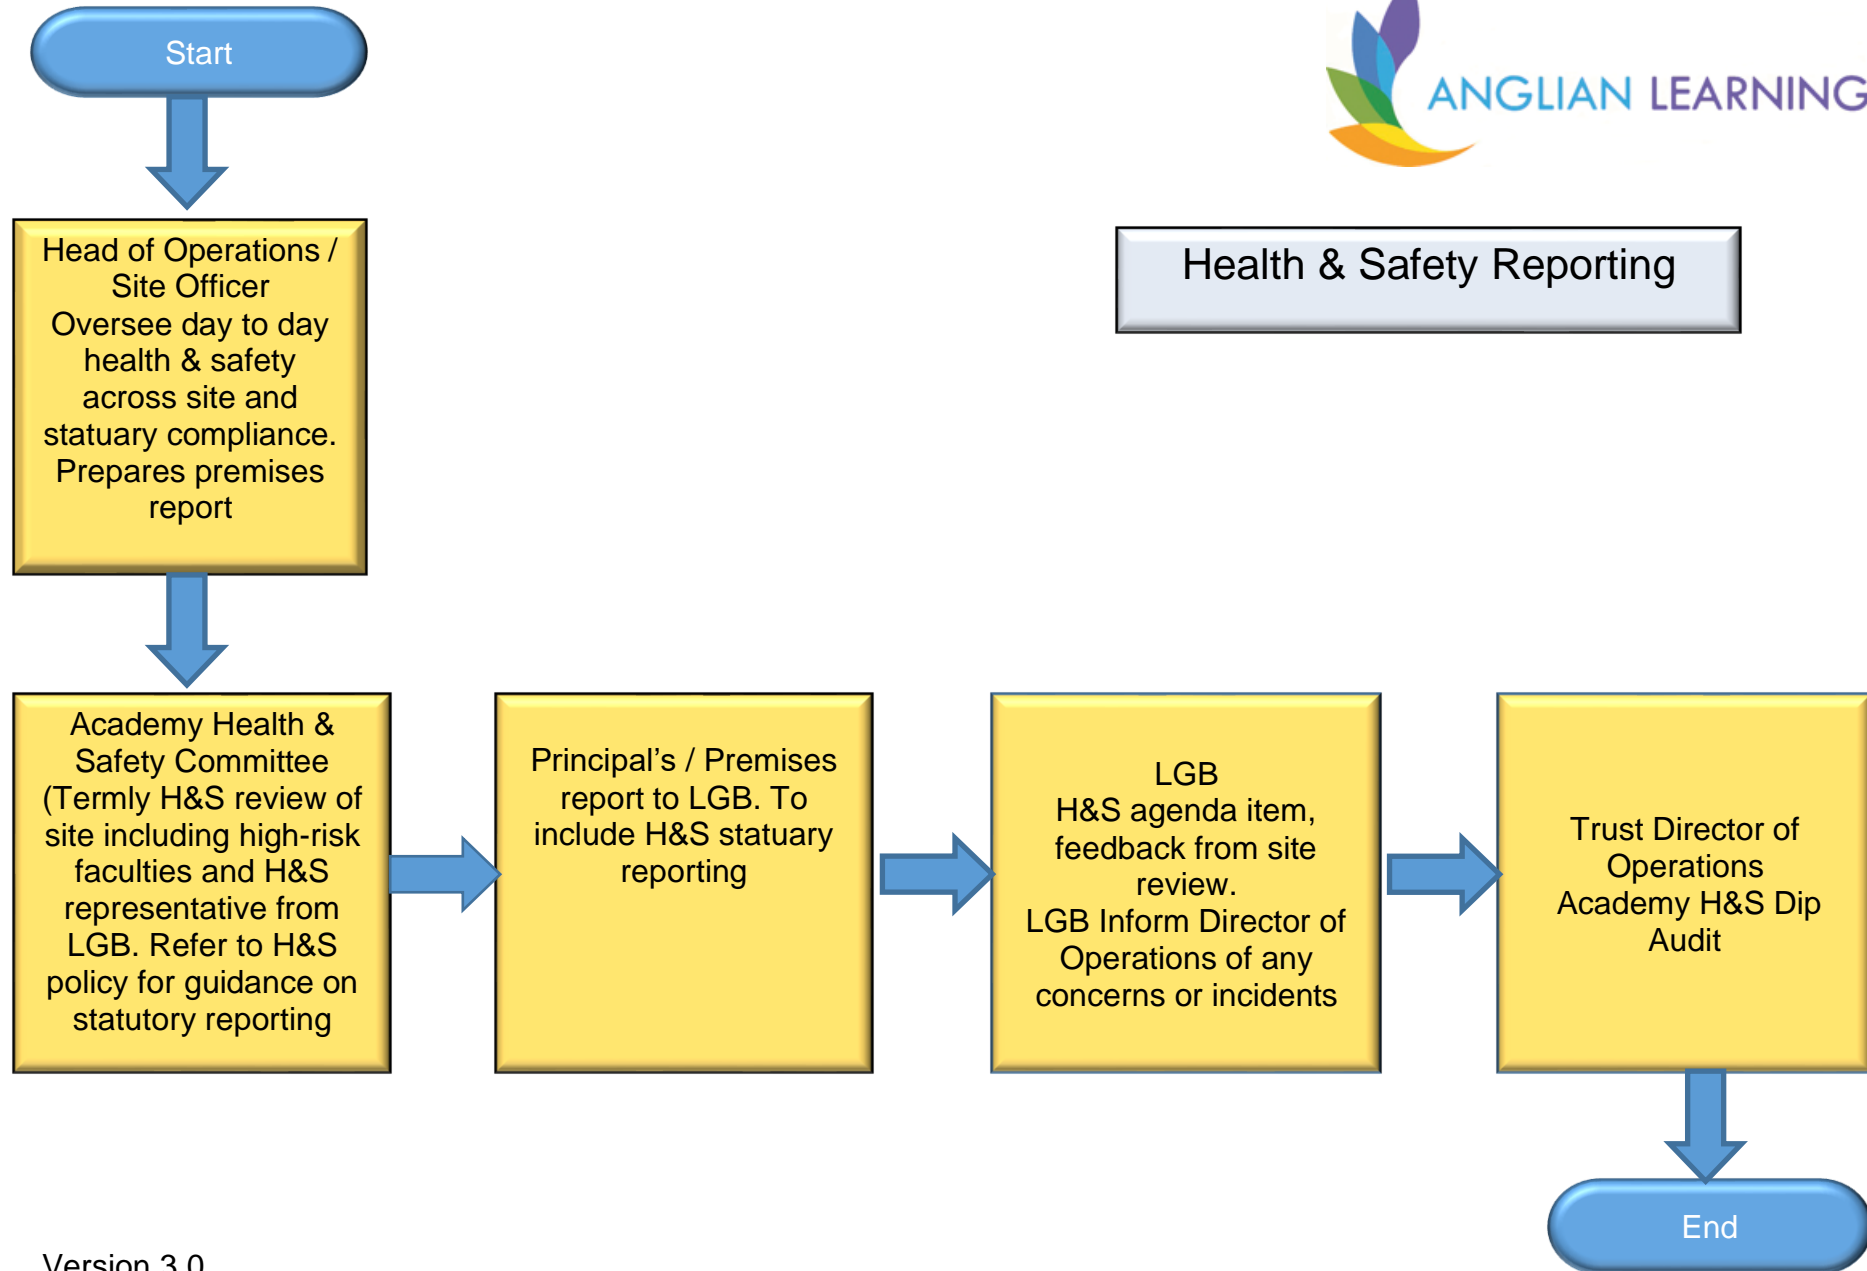 Start
ANGLIAN LEARNING
Health & Safety Reporting
Head of Operations /
Site Officer
Oversee day to day
health & safety
across site and
statuary compliance.
Prepares premises
report
Academy Health &
Safety Committee
(Termly H&S review of
site including high-risk
faculties and H&S
representative from
LGB. Refer to H&S
policy for guidance on
statutory reporting
Principal’s / Premises
report to LGB. To
include H&S statuary
reporting
LGB
H&S agenda item,
feedback from site
review.
LGB Inform Director of
Operations of any
concerns or incidents
Trust Director of
Operations
Academy H&S Dip
Audit
End
Version 3.0